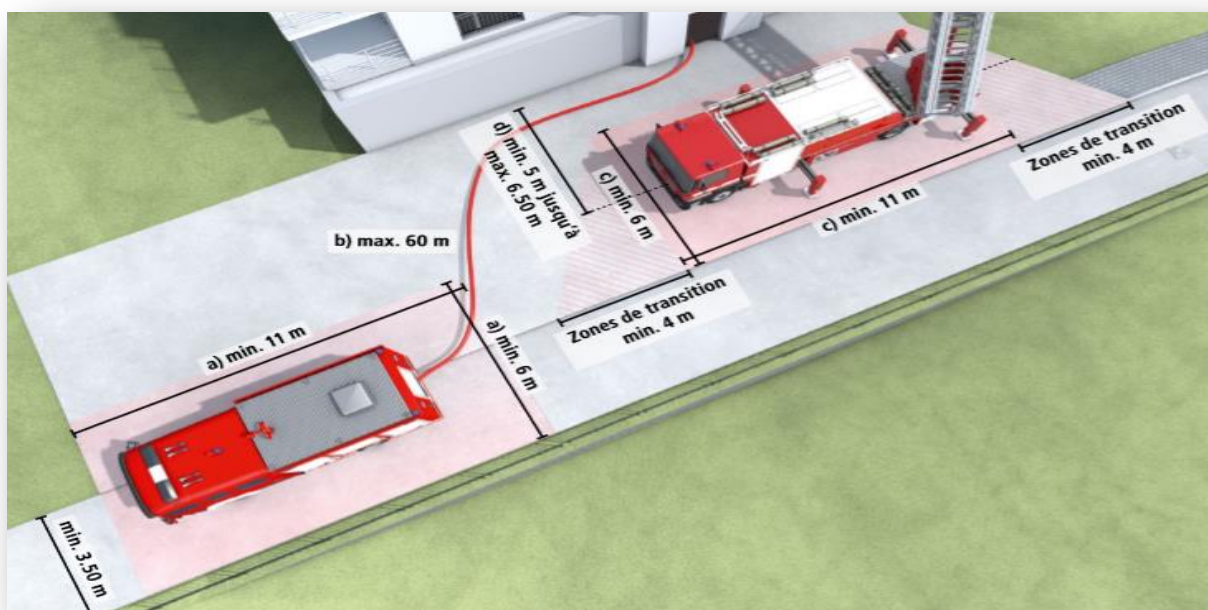 d) min. 5 m jusqu'à
max. 6.50 m
c) min. 6 m
c) min. 11 m
Zones de transition
min. 4 m
b) max. 60 m
Zones de transition
min. 4 m
a) min. 11 m
a) min. 6 m
min. 3.50 m